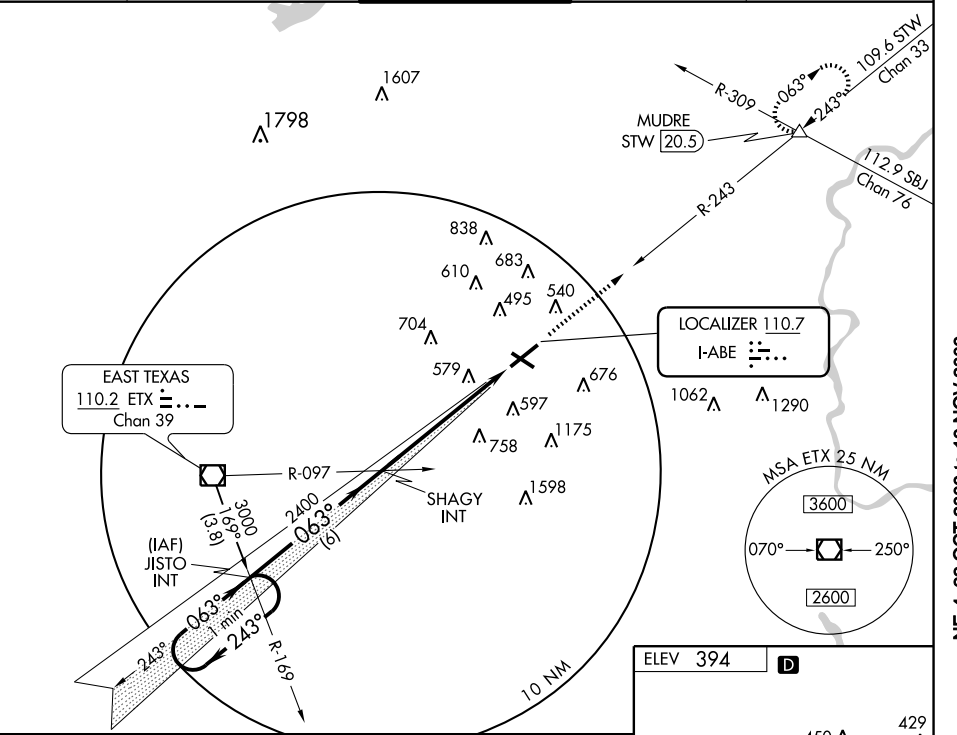 1607
1798
109.6 STW
Chan 33
063°
243°
R-309
MUDRE
STW 20.5
112.9 SBJ
Chan 76
R-243
838
683
610
495
540
704
LOCALIZER 110.7
I-ABE
579
676
EAST TEXAS
110.2 ETX
Chan 39
1062
1290
597
758
1175
R-097
1598
SHAGY
INT
MSA ETX 25 NM
3600
070°
250°
2600
3000
169°
(3.8)
2400
063°
(6)
(IAF)
JISTO
INT
063°
1 min
243°
243°
R-169
10 NM
ELEV 394
D
429